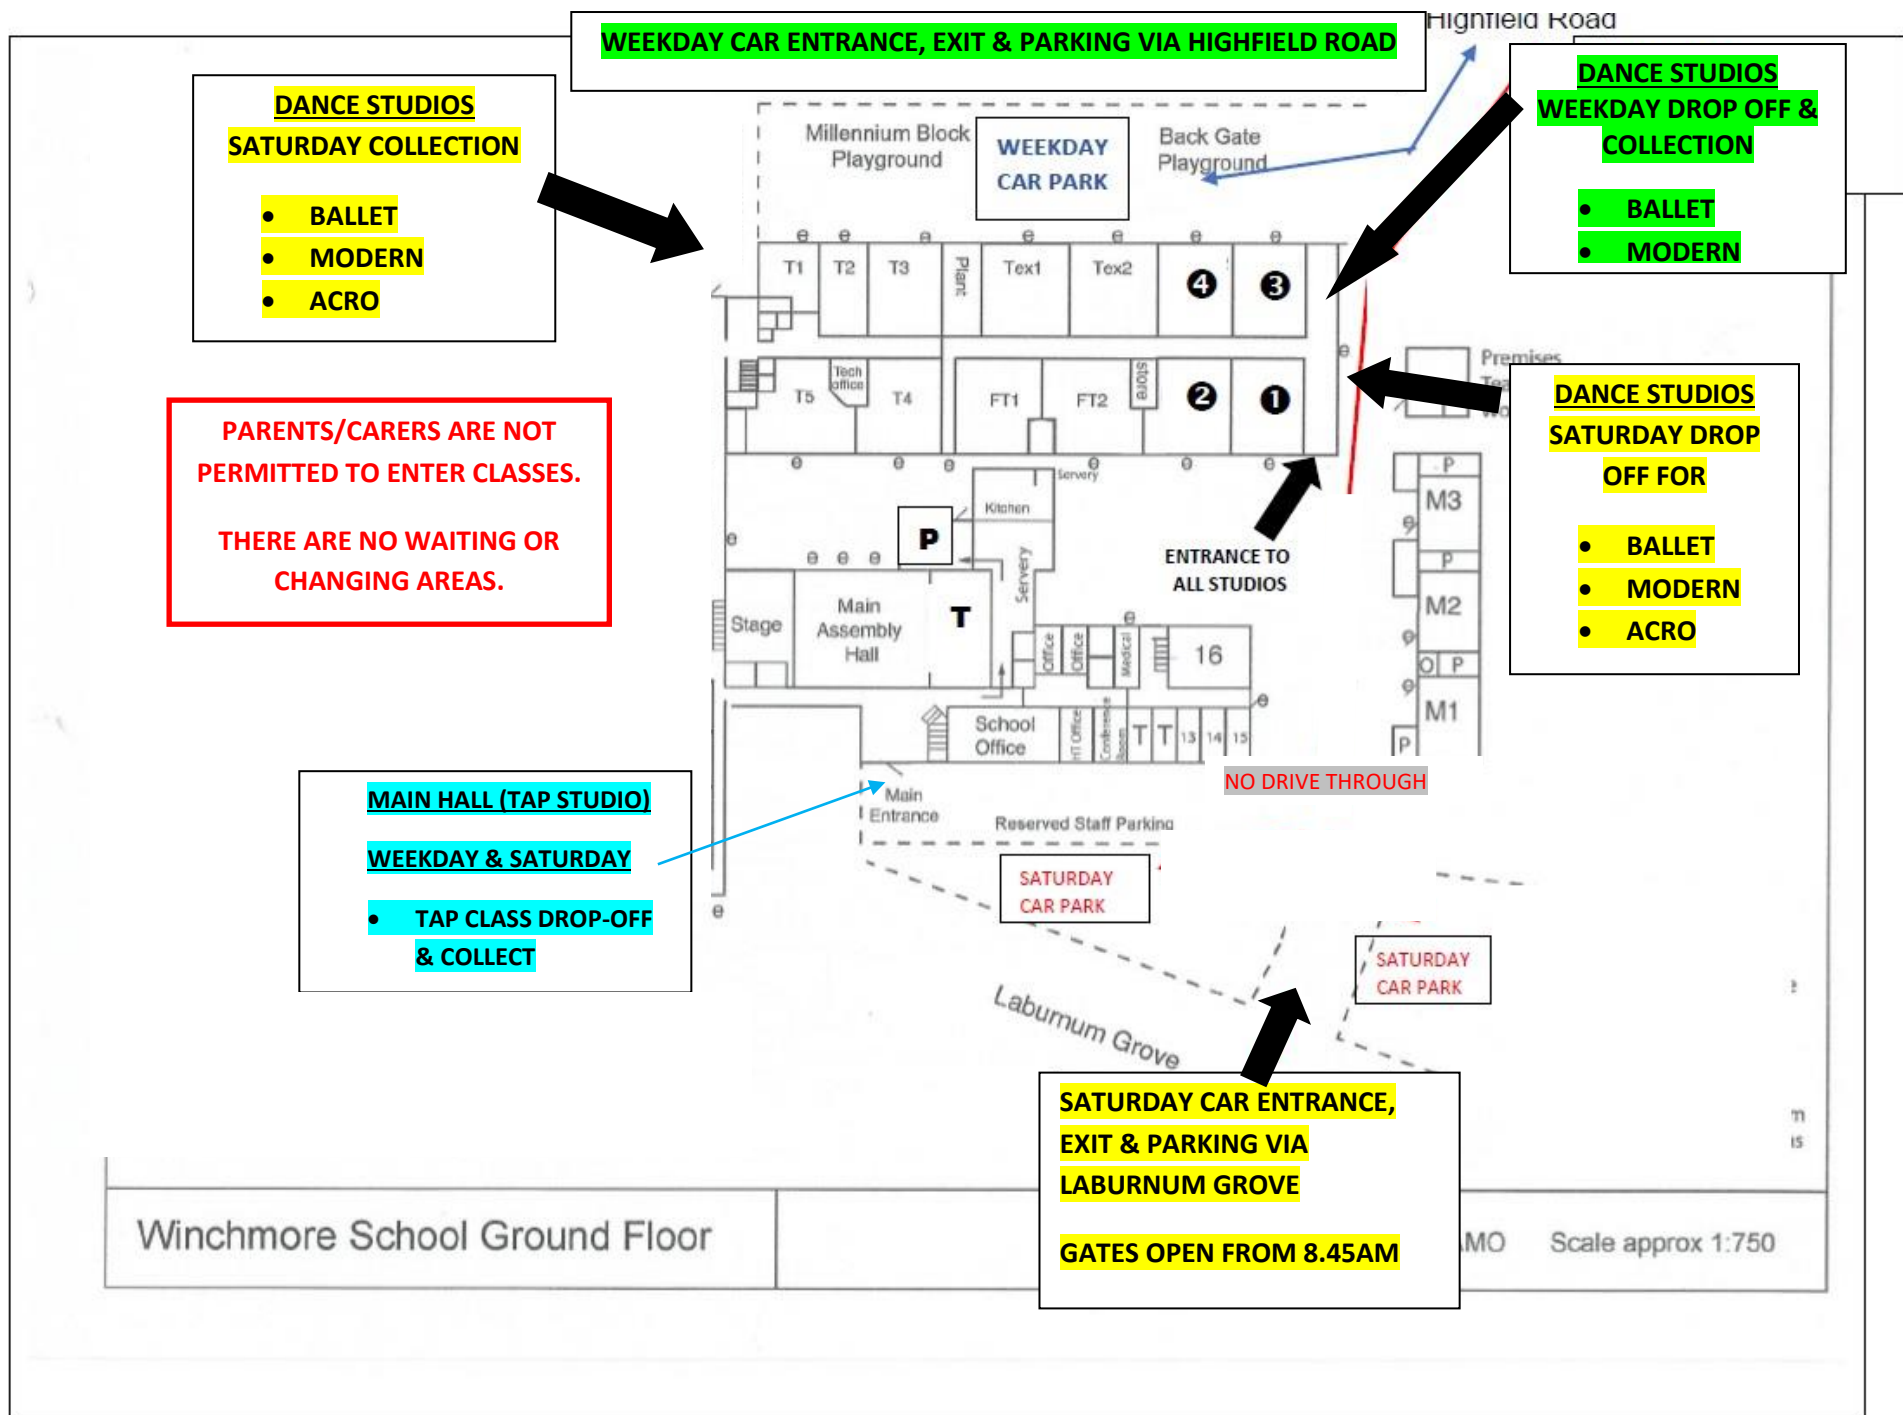 Highfield Road
WEEKDAY CAR ENTRANCE, EXIT & PARKING VIA HIGHFIELD ROAD
DANCE STUDIOS
SATURDAY COLLECTION
• BALLET
• MODERN
• ACRO
DANCE STUDIOS
WEEKDAY DROP OFF &
COLLECTION
• BALLET
• MODERN
Millennium Block
Playground
WEEKDAY
CAR PARK
Back Gate
Playground
e e e e e e e
T1 T2 T3 Plant Tex1 Tex2 4 3
e
T5 Tech
office T4 FT1 FT2 store 2 1
e e e e e e
Premises
DANCE STUDIOS
SATURDAY DROP
OFF FOR
• BALLET
• MODERN
• ACRO
PARENTS/CARERS ARE NOT
PERMITTED TO ENTER CLASSES.
THERE ARE NO WAITING OR
CHANGING AREAS.
Servery
Kitchen
P
Servery
e e e e
ENTRANCE TO
ALL STUDIOS
P
M3
e
P
M2
e
O P
e
M1
P
Stage
Main
Assembly
Hall
T
Office Office Medical 16
e
e
School
Office
HT Office Conference
Room T T 13 14 15
NO DRIVE THROUGH
Main
Entrance
Reserved Staff Parking
MAIN HALL (TAP STUDIO)
WEEKDAY & SATURDAY
• TAP CLASS DROP-OFF
& COLLECT
e
SATURDAY
CAR PARK
SATURDAY
CAR PARK
Laburnum Grove
SATURDAY CAR ENTRANCE,
EXIT & PARKING VIA
LABURNUM GROVE
GATES OPEN FROM 8.45AM
Winchmore School Ground Floor
Scale approx 1:750